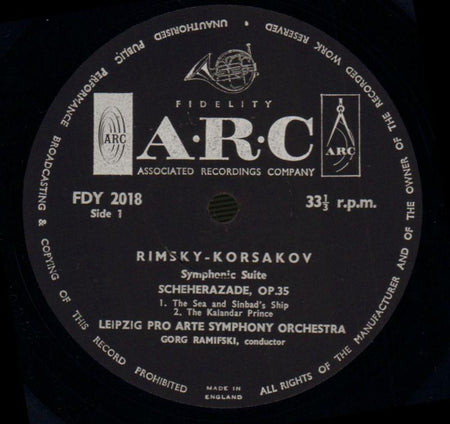 ALL RIGHTS OF THE MANUFACTURER AND OF THE OWNER OF THE RECORDED WORK RESERVED. UNAUTHORISED PUBLIC PERFORMANCE BROADCASTING & COPYING OF THIS RECORD PROHIBITED
FIDELITY
ARC
A·R·C
ARC
ASSOCIATED RECORDINGS COMPANY
FDY 2018
33⅓ r.p.m.
Side 1
RIMSKY-KORSAKOV
Symphonic Suite
SCHEHERAZADE, OP.35
1. The Sea and Sinbad's Ship
2. The Kalandar Prince
LEIPZIG PRO ARTE SYMPHONY ORCHESTRA
GORG RAMIFSKI, conductor
MADE IN
ENGLAND